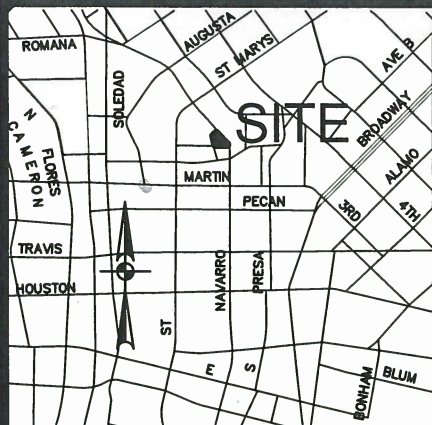 ROMANA
AUGUSTA
ST MARYS
AVE B
SOLEDAD
SITE
BROADWAY
N FLORES
CAMERON
MARTIN
ALAMO
PECAN
3RD
4TH
TRAVIS
HOUSTON
NAVARRO
PRESA
ST
E
S
BONHAM
BLUM